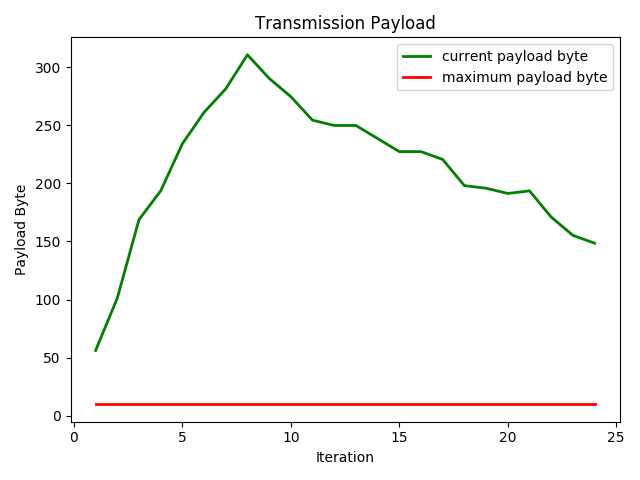 Transmission Payload
current payload byte
maximum payload byte
Payload Byte
300
250
200
150
100
50
0
0 5 10 15 20 25
Iteration